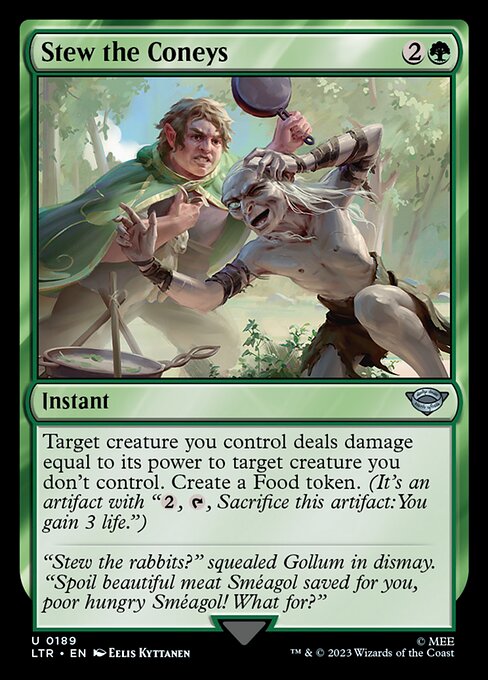 Stew the Coneys 2
Instant
Target creature you control deals damage
equal to its power to target creature you
don't control. Create a Food token. (It's an
artifact with “2, , Sacrifice this artifact:You
gain 3 life.”)
“Stew the rabbits?” squealed Gollum in dismay.
“Spoil beautiful meat Sméagol saved for you,
poor hungry Sméagol! What for?”
U 0189 © MEE
LTR • EN Eelis Kyttanen ™ & © 2023 Wizards of the Coast